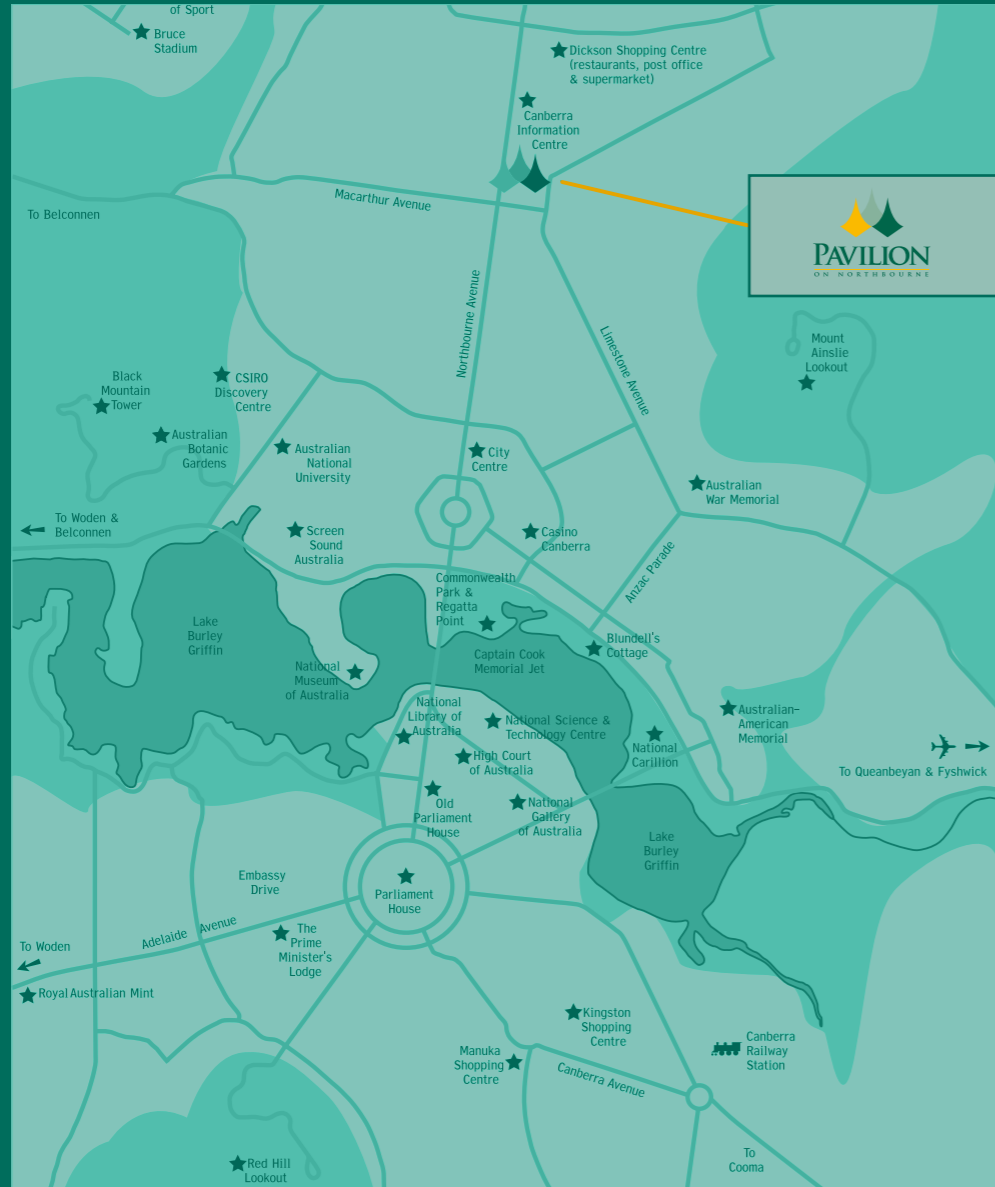 of Sport
Bruce
Stadium
Dickson Shopping Centre
(restaurants, post office
& supermarket)
Canberra
Information
Centre
Macarthur Avenue
To Belconnen
PAVILION
ON NORTHBOURNE
Northbourne Avenue
Limestone Avenue
Mount
Ainslie
Lookout
Black
Mountain
Tower
CSIRO
Discovery
Centre
Australian
Botanic
Gardens
Australian
National
University
City
Centre
Australian
War Memorial
To Woden &
Belconnen
Screen
Sound
Australia
Casino
Canberra
Anzac Parade
Commonwealth
Park &
Regatta
Point
Lake
Burley
Griffin
Captain Cook
Memorial Jet
Blundell's
Cottage
National
Museum
of Australia
National
Library of
Australia
National Science &
Technology Centre
Australian–
American
Memorial
National
Carillion
High Court
of Australia
To Queanbeyan & Fyshwick
Old
Parliament
House
National
Gallery
of Australia
Lake
Burley
Griffin
Embassy
Drive
Parliament
House
Adelaide Avenue
The
Prime
Minister's
Lodge
To Woden
Royal Australian Mint
Kingston
Shopping
Centre
Canberra
Railway
Station
Manuka
Shopping
Centre
Canberra Avenue
To
Cooma
Red Hill
Lookout